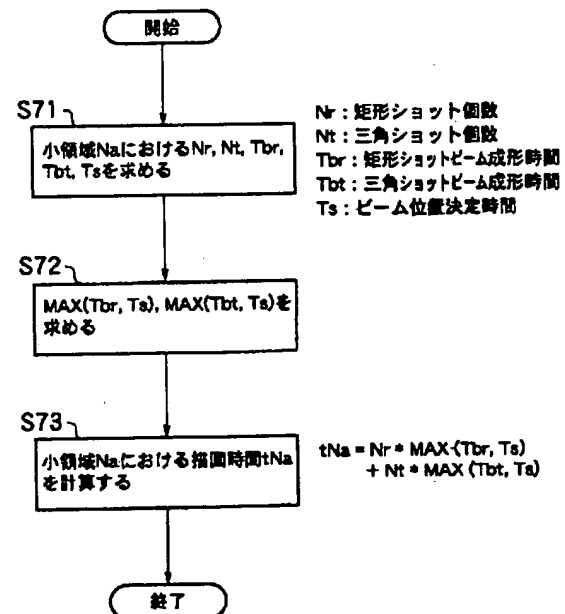 開始
S71
小領域NaにおけるNr, Nt, Tbr,
Tbt, Tsを求める
Nr：矩形ショット個数
Nt：三角ショット個数
Tbr：矩形ショットビーム成形時間
Tbt：三角ショットビーム成形時間
Ts：ビーム位置決定時間
S72
MAX(Tbr, Ts), MAX(Tbt, Ts)を
求める
S73
小領域Naにおける描画時間tNa
を計算する
tNa = Nr * MAX (Tbr, Ts)
+ Nt * MAX (Tbt, Ts)
終了